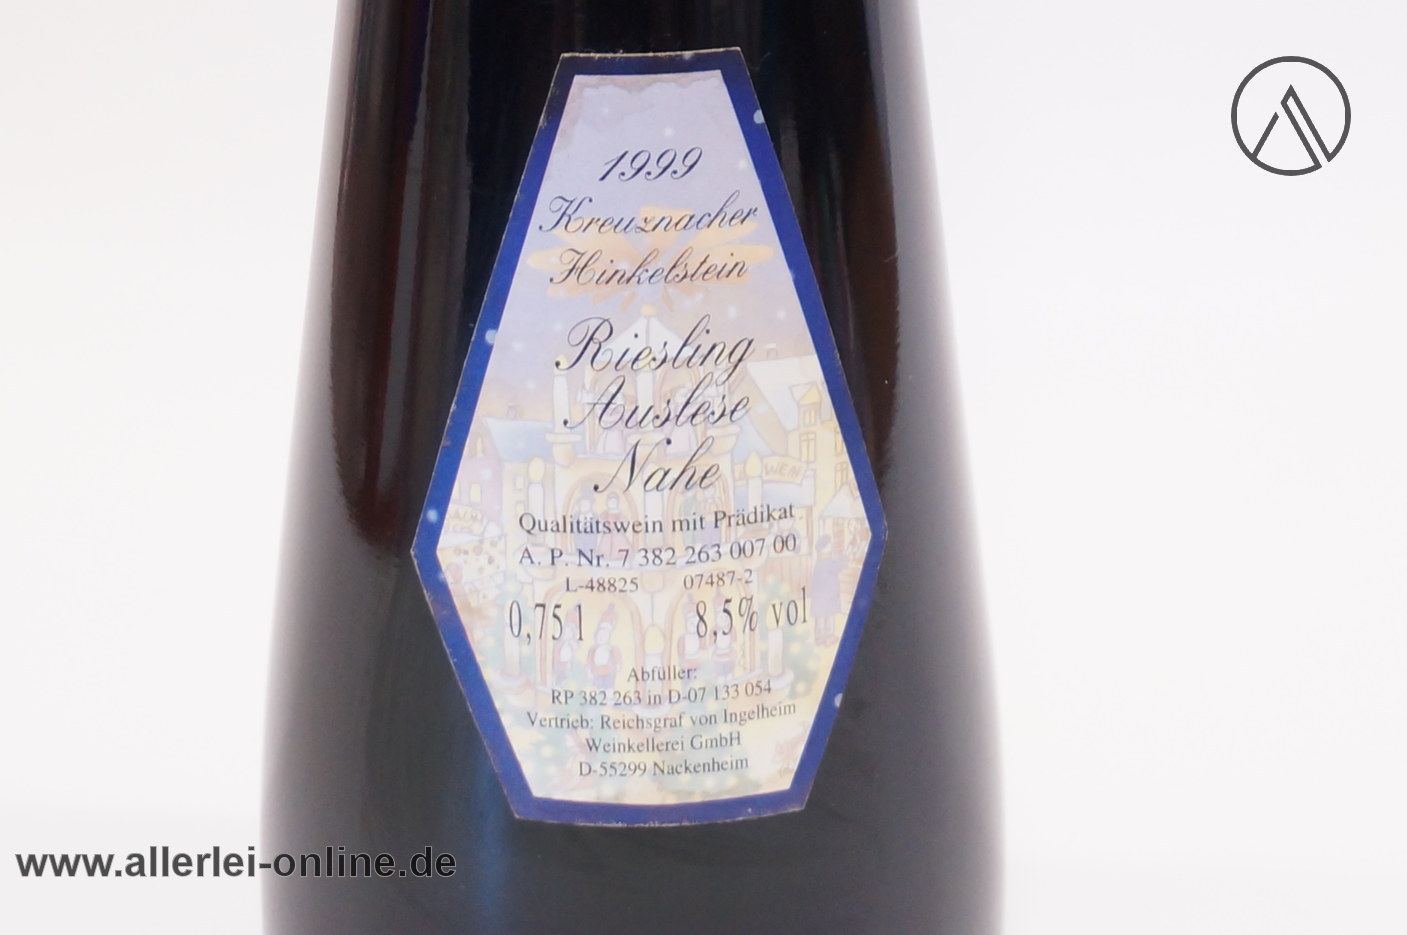 1999
Kreuznacher
Hinkelstein
Riesling
Auslese
Nahe
WEIN
Qualitätswein mit Prädikat
A. P. Nr. 7 382 263 007 00
L-48825 07487-2
0,75 l 8,5% vol
Abfüller:
RP 382 263 in D-07 133 054
Vertrieb: Reichsgraf von Ingelheim
Weinkellerei GmbH
D-55299 Nackenheim
www.allerlei-online.de